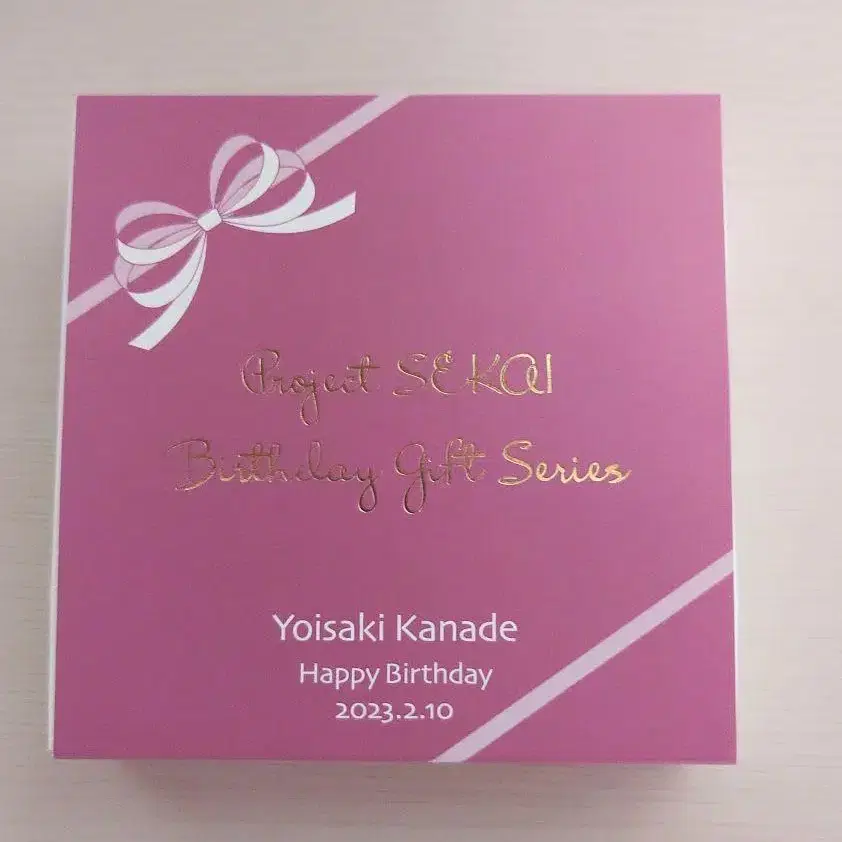 Project SEKAI
Birthday Gift Series
Yoisaki Kanade
Happy Birthday
2023.2.10